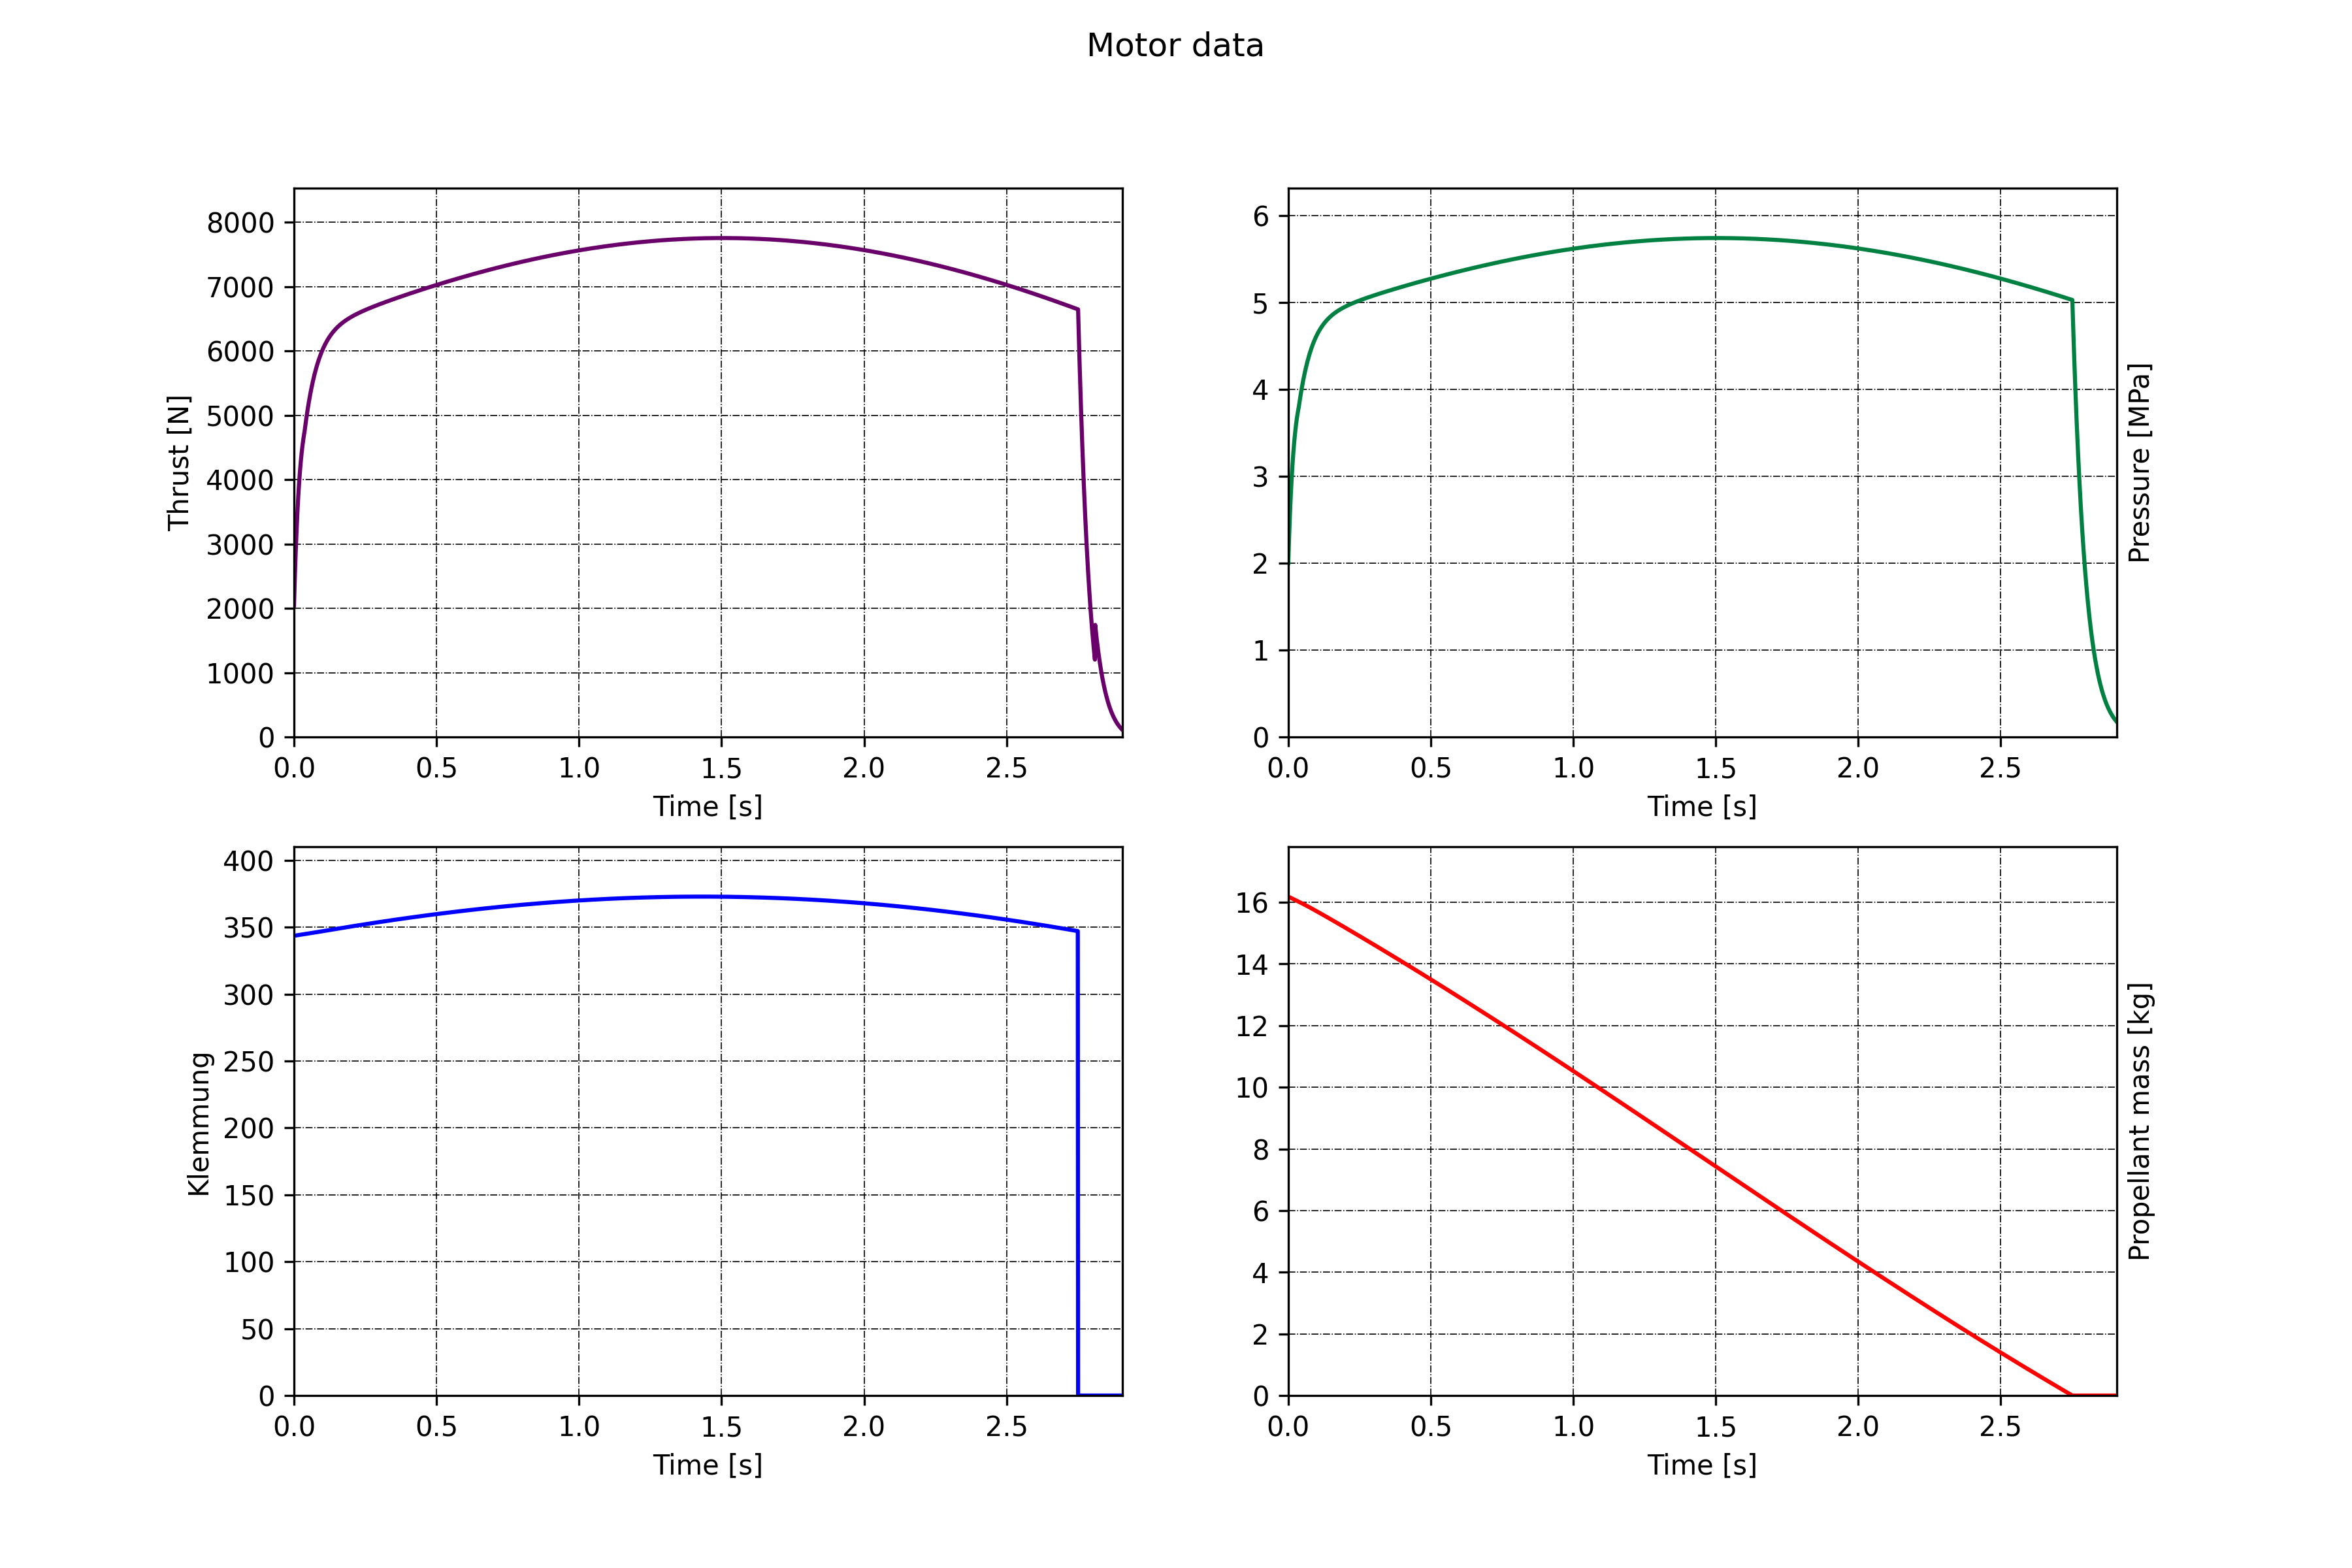 Motor data
8000
7000
6000
5000
4000
3000
2000
1000
0
Thrust [N]
0.0 0.5 1.0 1.5 2.0 2.5
Time [s]
6
5
4
3
2
1
0
Pressure [MPa]
0.0 0.5 1.0 1.5 2.0 2.5
Time [s]
400
350
300
250
200
150
100
50
0
Klemmung
0.0 0.5 1.0 1.5 2.0 2.5
Time [s]
16
14
12
10
8
6
4
2
0
Propellant mass [kg]
0.0 0.5 1.0 1.5 2.0 2.5
Time [s]